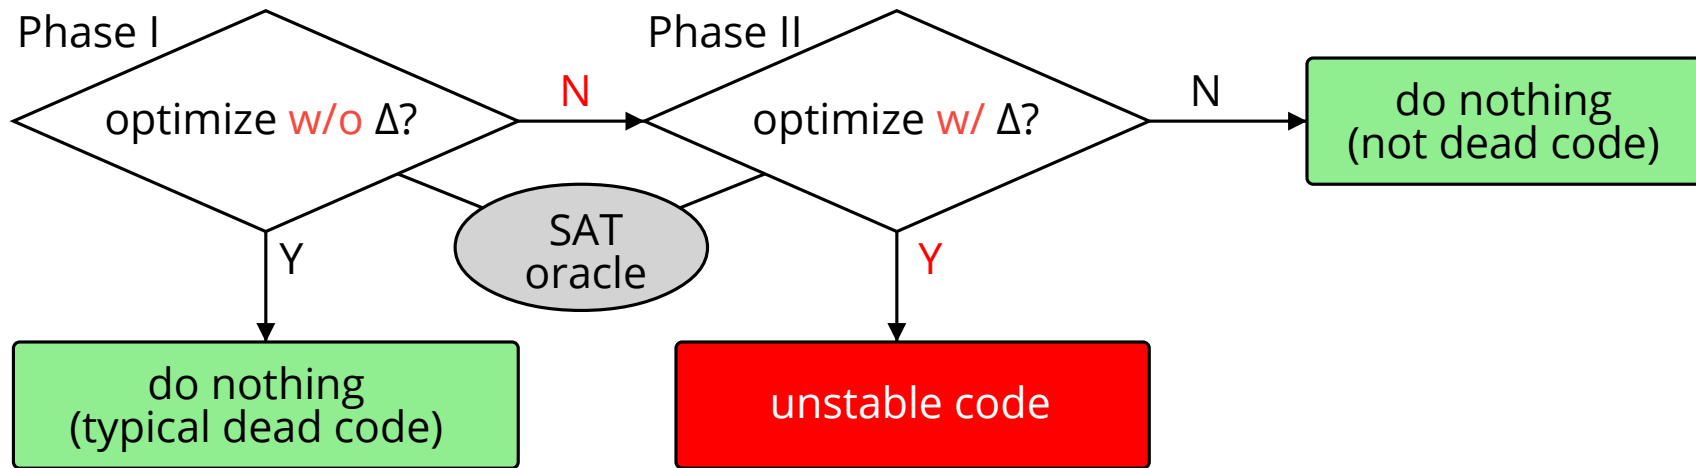 Phase I
optimize w/o Δ?
N
Y
Phase II
optimize w/ Δ?
N
Y
SAT
oracle
do nothing
(not dead code)
do nothing
(typical dead code)
unstable code